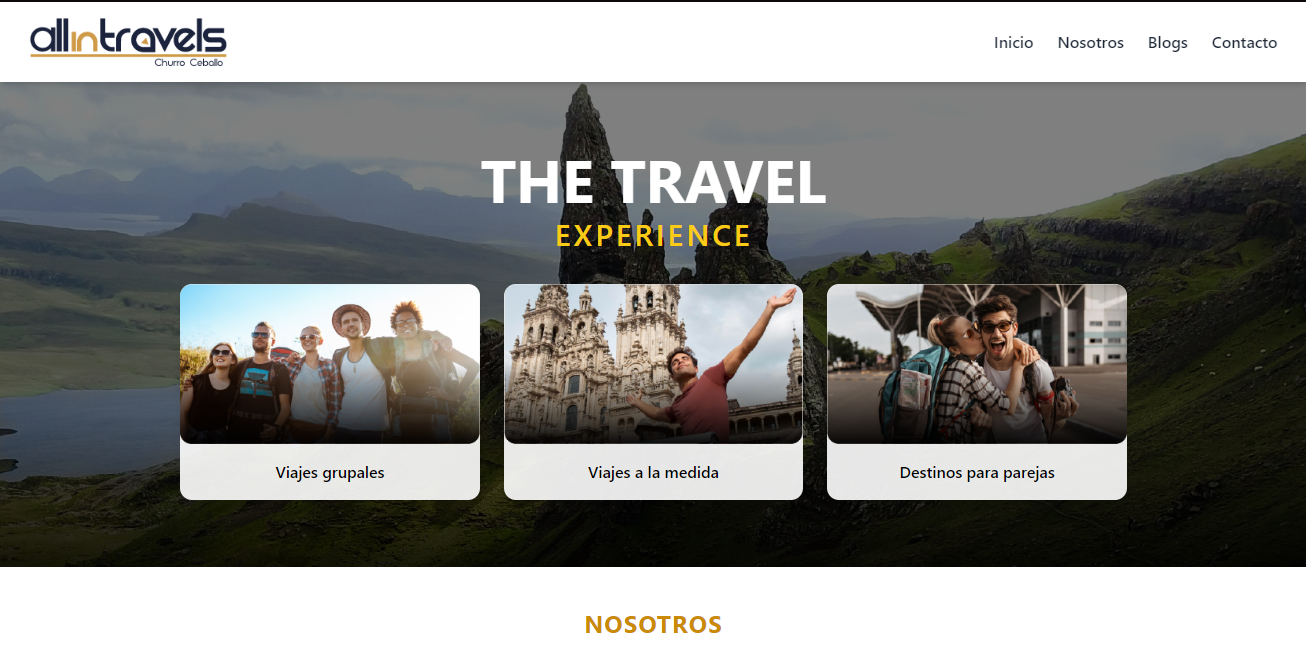 allintravels
Churro Ceballo
Inicio Nosotros Blogs Contacto
THE TRAVEL
EXPERIENCE
Viajes grupales
Viajes a la medida
Destinos para parejas
NOSOTROS